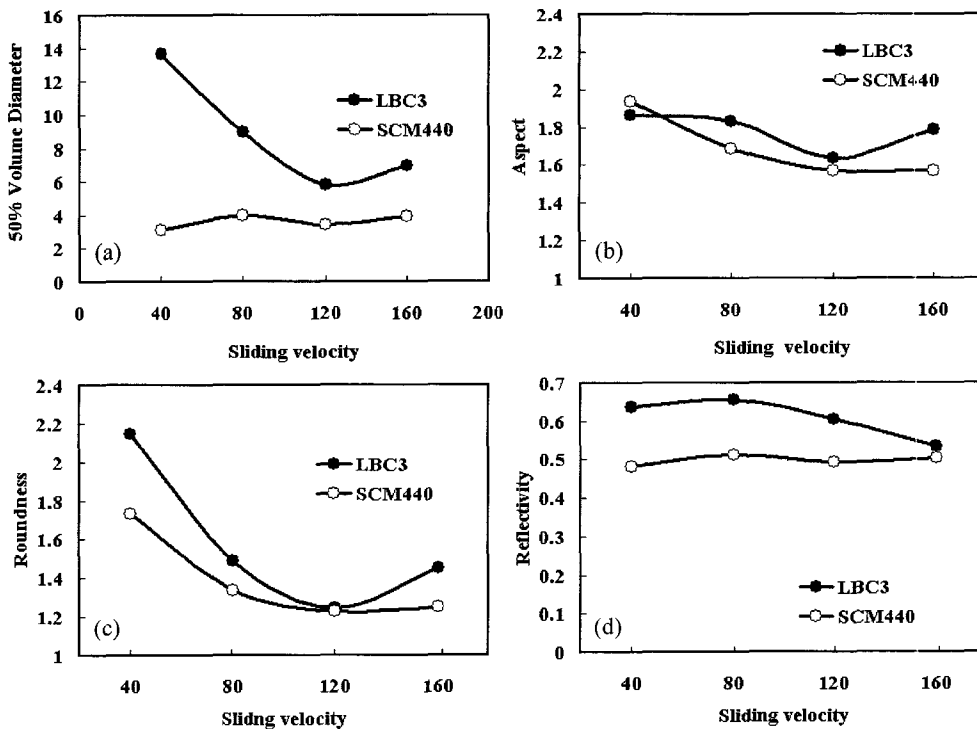 16
14
12
10
8
6
4
2
0
50% Volume Diameter
LBC3
SCM440
(a)
0 40 80 120 160 200
Sliding velocity
2.4
2.2
2
1.8
1.6
1.4
1.2
1
Aspect
LBC3
SCM440
(b)
40 80 120 160
Sliding velocity
2.4
2.2
2
1.8
1.6
1.4
1.2
1
Roundness
LBC3
SCM440
(c)
40 80 120 160
Slidng velocity
0.7
0.6
0.5
0.4
0.3
0.2
0.1
0
Reflectivity
LBC3
SCM440
(d)
40 80 120 160
Sliding velocity